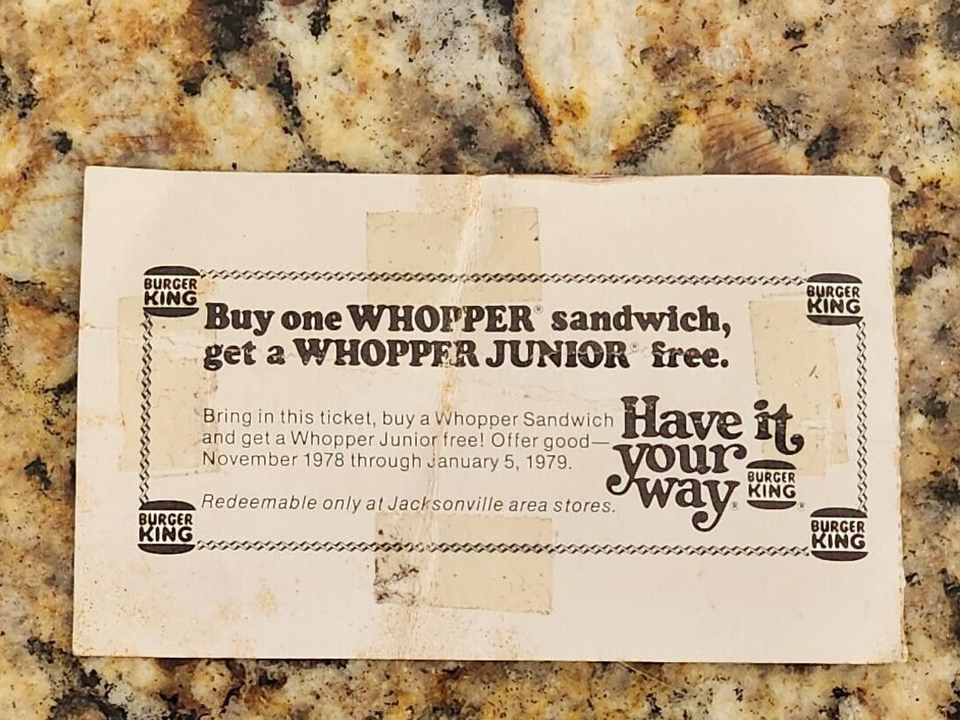 BURGER
KING
BURGER
KING
Buy one WHOPPER® sandwich,
get a WHOPPER JUNIOR® free.
Bring in this ticket, buy a Whopper Sandwich
and get a Whopper Junior free! Offer good—
November 1978 through January 5, 1979.
Redeemable only at Jacksonville area stores.
Have it
your
way®
BURGER
KING
®
BURGER
KING
BURGER
KING